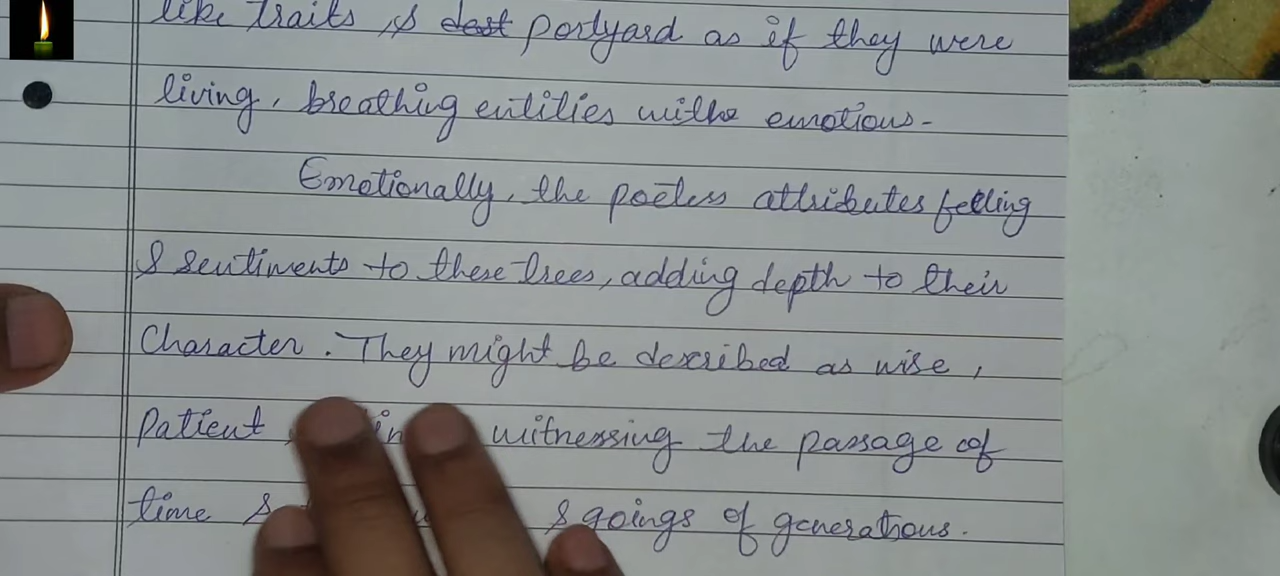 like traits & dest portyard as if they were
living, breathing entities withe emotions-
Emotionally, the poetess attributes felling
& sentiments to these trees, adding depth to their
Character. They might be described as wise,
Patient, witnessing the passage of
time & & goings of generations.